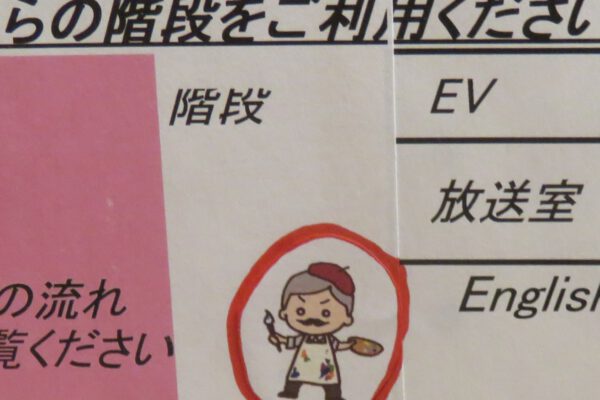 らの階段をご利用ください
階段
EV
放送室
English
の流れ
覧ください